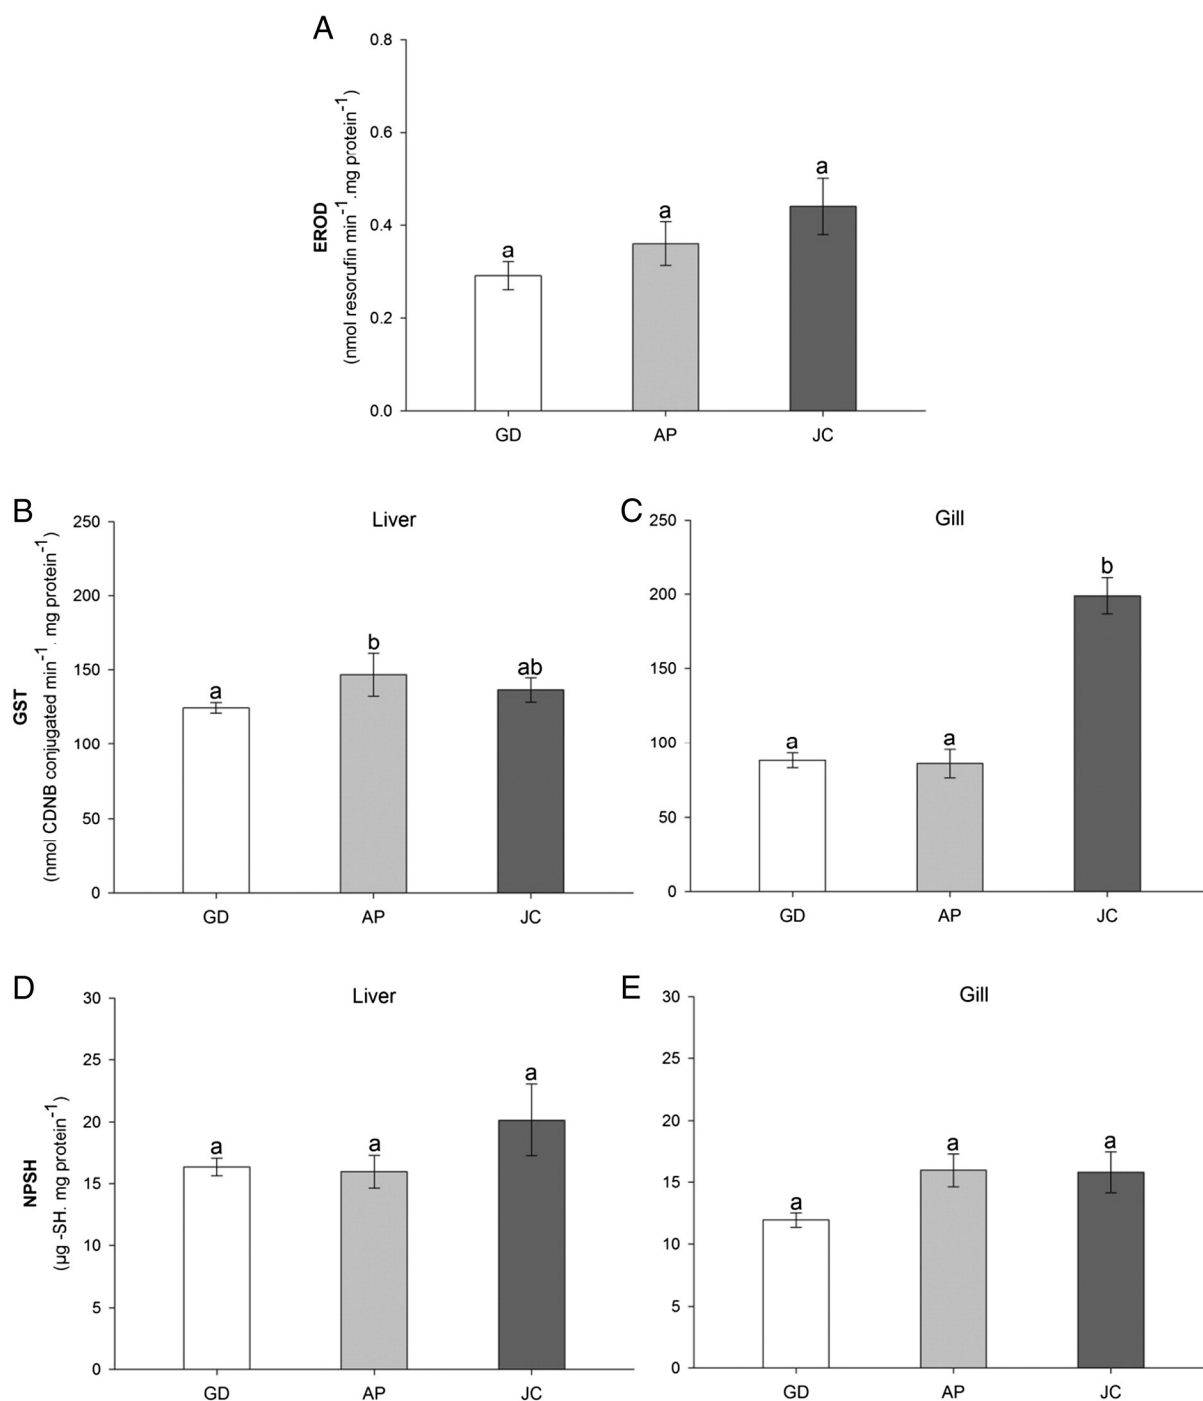 A
0.8
0.6
0.4
0.2
0.0
EROD
(nmol resorufin min⁻¹.mg protein⁻¹)
a
a
a
GD
AP
JC
B
Liver
250
200
150
100
50
0
GST
(nmol CDNB conjugated min⁻¹. mg protein⁻¹)
a
b
ab
GD
AP
JC
C
Gill
250
200
150
100
50
0
a
a
b
GD
AP
JC
D
Liver
30
25
20
15
10
5
0
NPSH
(µg -SH. mg protein⁻¹)
a
a
a
GD
AP
JC
E
Gill
30
25
20
15
10
5
0
a
a
a
GD
AP
JC